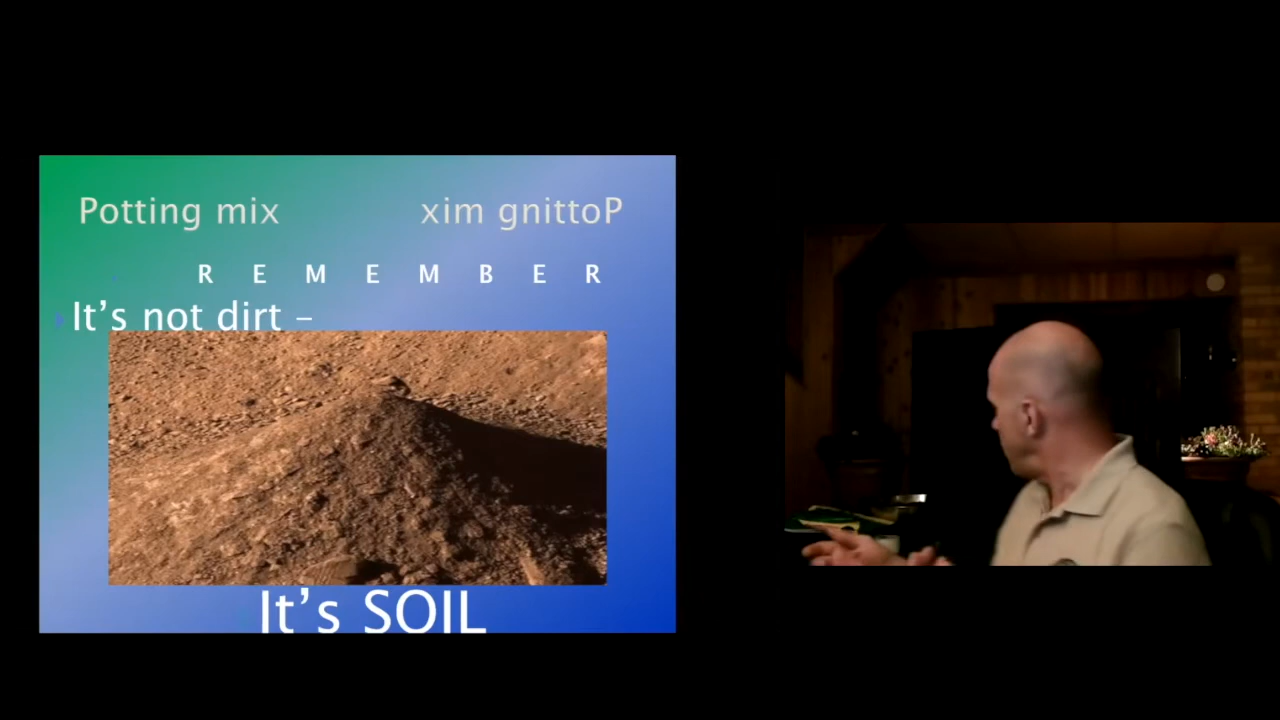 Potting mix xim gnittoP
R E M E M B E R
It's not dirt –
It's SOIL